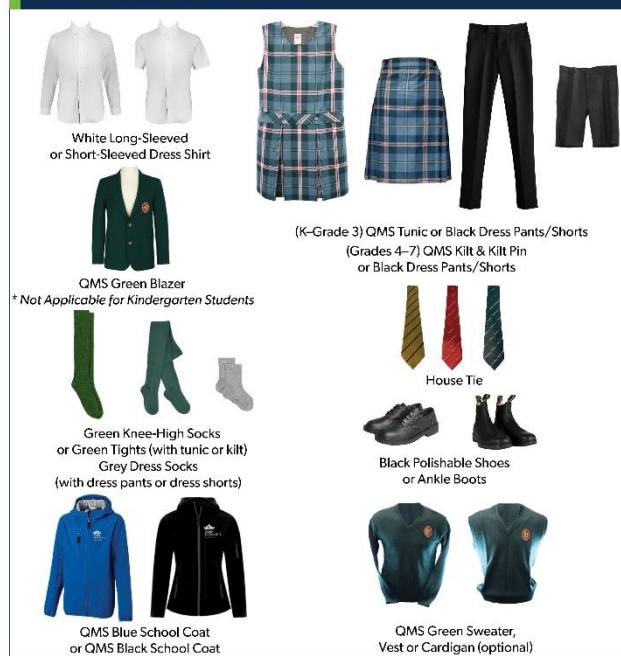 White Long-Sleeved
or Short-Sleeved Dress Shirt
(K–Grade 3) QMS Tunic or Black Dress Pants/Shorts
(Grades 4–7) QMS Kilt & Kilt Pin
or Black Dress Pants/Shorts
QMS Green Blazer
* Not Applicable for Kindergarten Students
House Tie
Green Knee-High Socks
or Green Tights (with tunic or kilt)
Grey Dress Socks
(with dress pants or dress shorts)
Black Polishable Shoes
or Ankle Boots
QMS Blue School Coat
or QMS Black School Coat
QMS Green Sweater,
Vest or Cardigan (optional)